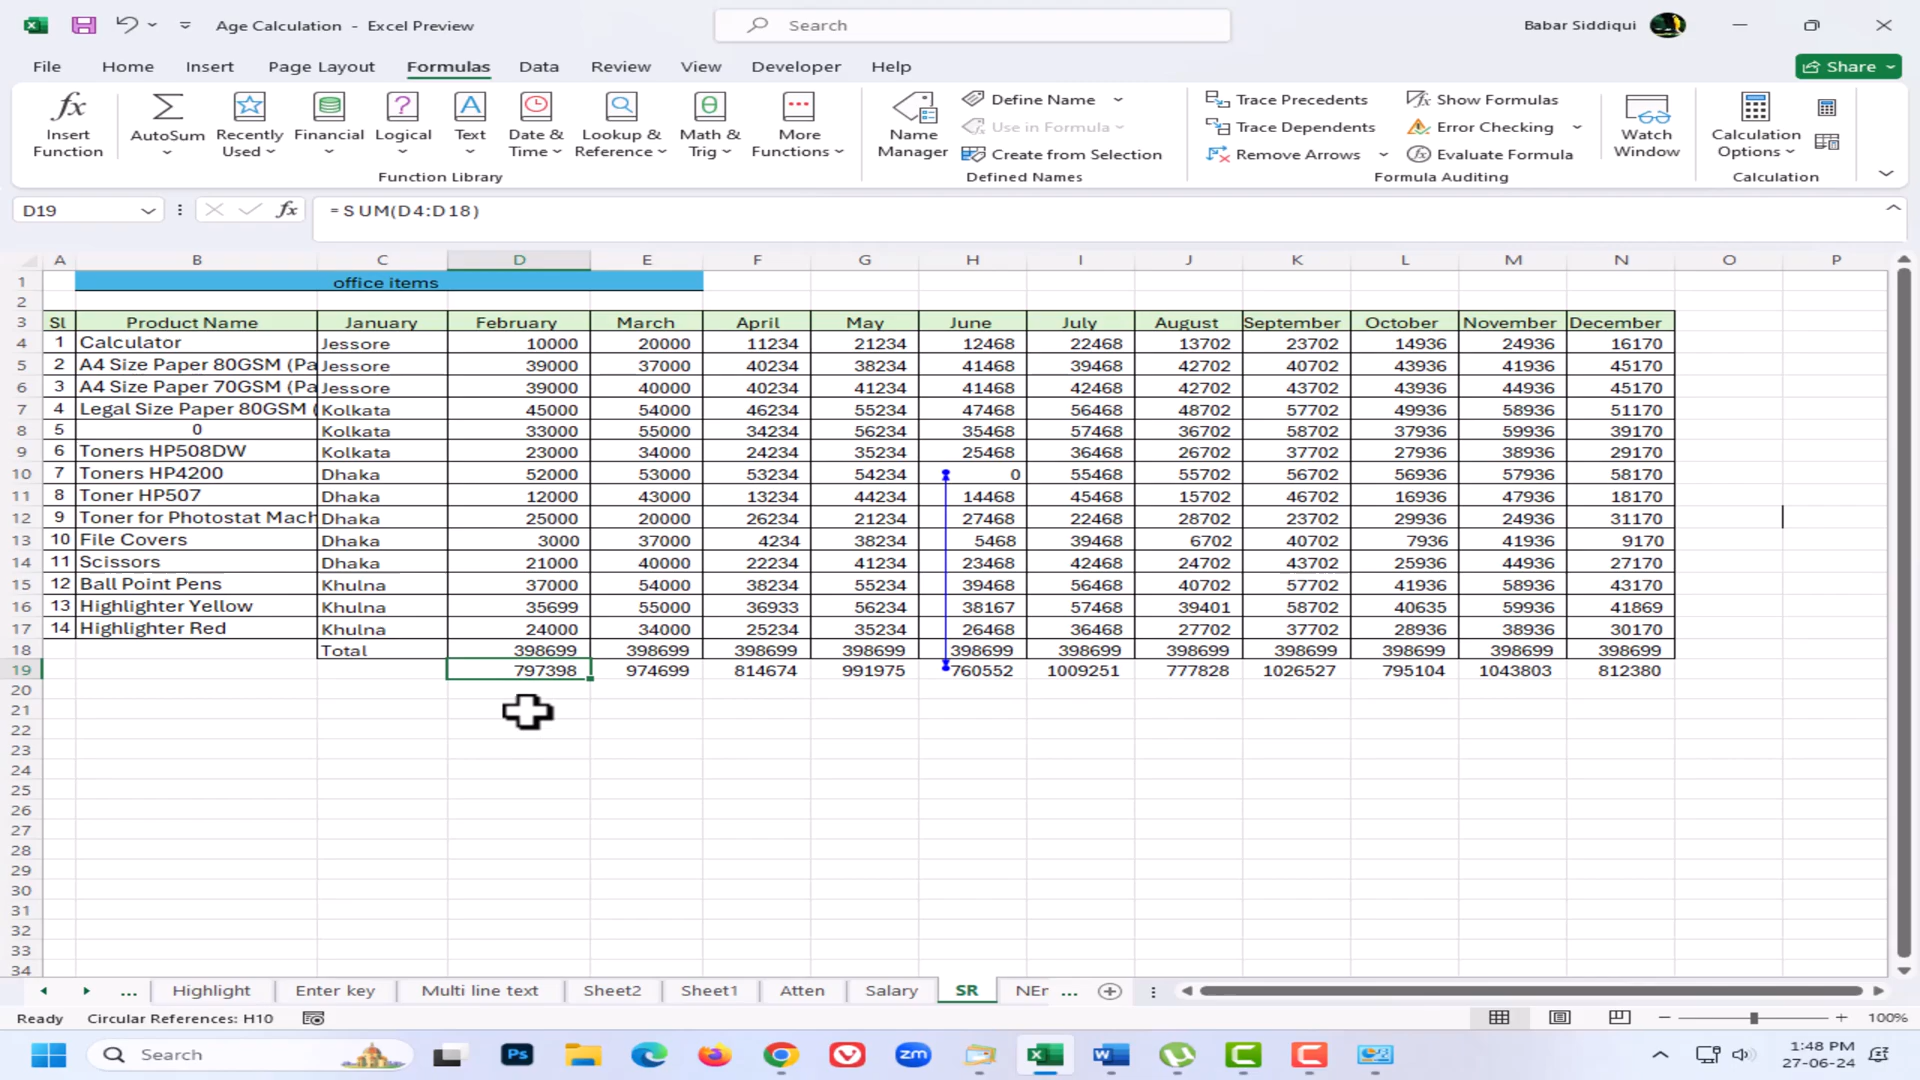 Age Calculation - Excel Preview
Search
Babar Siddiqui
File Home Insert Page Layout Formulas Data Review View Developer Help
Share
Insert Function
AutoSum
Recently Used
Financial
Logical
Text
Date & Time
Lookup & Reference
Math & Trig
More Functions
Function Library
Name Manager
Define Name
Use in Formula
Create from Selection
Defined Names
Trace Precedents
Trace Dependents
Remove Arrows
Show Formulas
Error Checking
Evaluate Formula
Formula Auditing
Watch Window
Calculation Options
Calculation
D19 fx =SUM(D4:D18)
A B C D E F G H I J K L M N O P
1 office items
2
3 Sl Product Name January February March April May June July August September October November December
4 1 Calculator Jessore 10000 20000 11234 21234 12468 22468 13702 23702 14936 24936 16170
5 2 A4 Size Paper 80GSM (Pa Jessore 39000 37000 40234 38234 41468 39468 42702 40702 43936 41936 45170
6 3 A4 Size Paper 70GSM (Pa Jessore 39000 40000 40234 41234 41468 42468 42702 43702 43936 44936 45170
7 4 Legal Size Paper 80GSM ( Kolkata 45000 54000 46234 55234 47468 56468 48702 57702 49936 58936 51170
8 5 0 Kolkata 33000 55000 34234 56234 35468 57468 36702 58702 37936 59936 39170
9 6 Toners HP508DW Kolkata 23000 34000 24234 35234 25468 36468 26702 37702 27936 38936 29170
10 7 Toners HP4200 Dhaka 52000 53000 53234 54234 0 55468 55702 56702 56936 57936 58170
11 8 Toner HP507 Dhaka 12000 43000 13234 44234 14468 45468 15702 46702 16936 47936 18170
12 9 Toner for Photostat Mach Dhaka 25000 20000 26234 21234 27468 22468 28702 23702 29936 24936 31170
13 10 File Covers Dhaka 3000 37000 4234 38234 5468 39468 6702 40702 7936 41936 9170
14 11 Scissors Dhaka 21000 40000 22234 41234 23468 42468 24702 43702 25936 44936 27170
15 12 Ball Point Pens Khulna 37000 54000 38234 55234 39468 56468 40702 57702 41936 58936 43170
16 13 Highlighter Yellow Khulna 35699 55000 36933 56234 38167 57468 39401 58702 40635 59936 41869
17 14 Highlighter Red Khulna 24000 34000 25234 35234 26468 36468 27702 37702 28936 38936 30170
18 Total 398699 398699 398699 398699 398699 398699 398699 398699 398699 398699 398699
19 797398 974699 814674 991975 760552 1009251 777828 1026527 795104 1043803 812380
20
21
22
23
24
25
26
27
28
29
30
31
32
33
34
... Highlight Enter key Multi line text Sheet2 Sheet1 Atten Salary SR NEr ...
Ready Circular References: H10 100%
Search Ps zm 1:48 PM
27-06-24